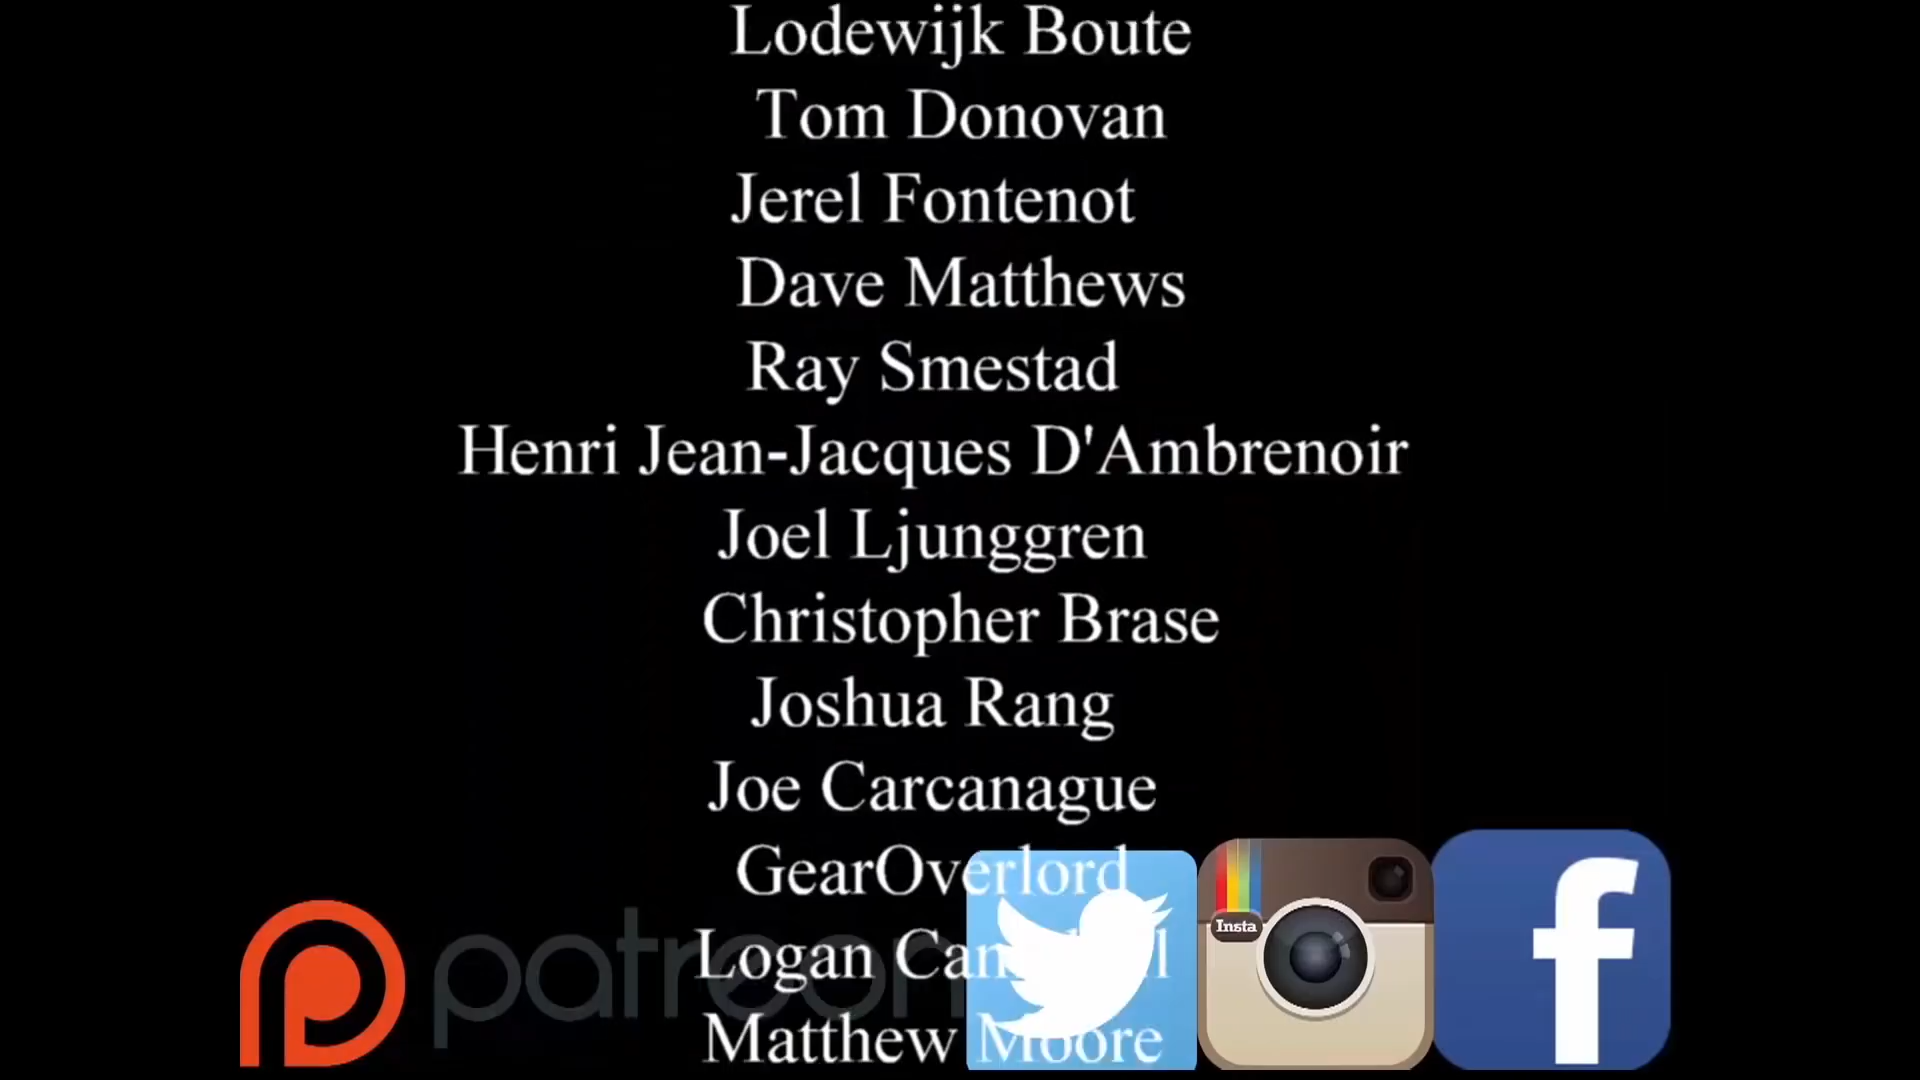 Lodewijk Boute
Tom Donovan
Jerel Fontenot
Dave Matthews
Ray Smestad
Henri Jean-Jacques D'Ambrenoir
Joel Ljunggren
Christopher Brase
Joshua Rang
Joe Carcanague
GearOverlord
Logan
Matthew Moore
patreon
Insta